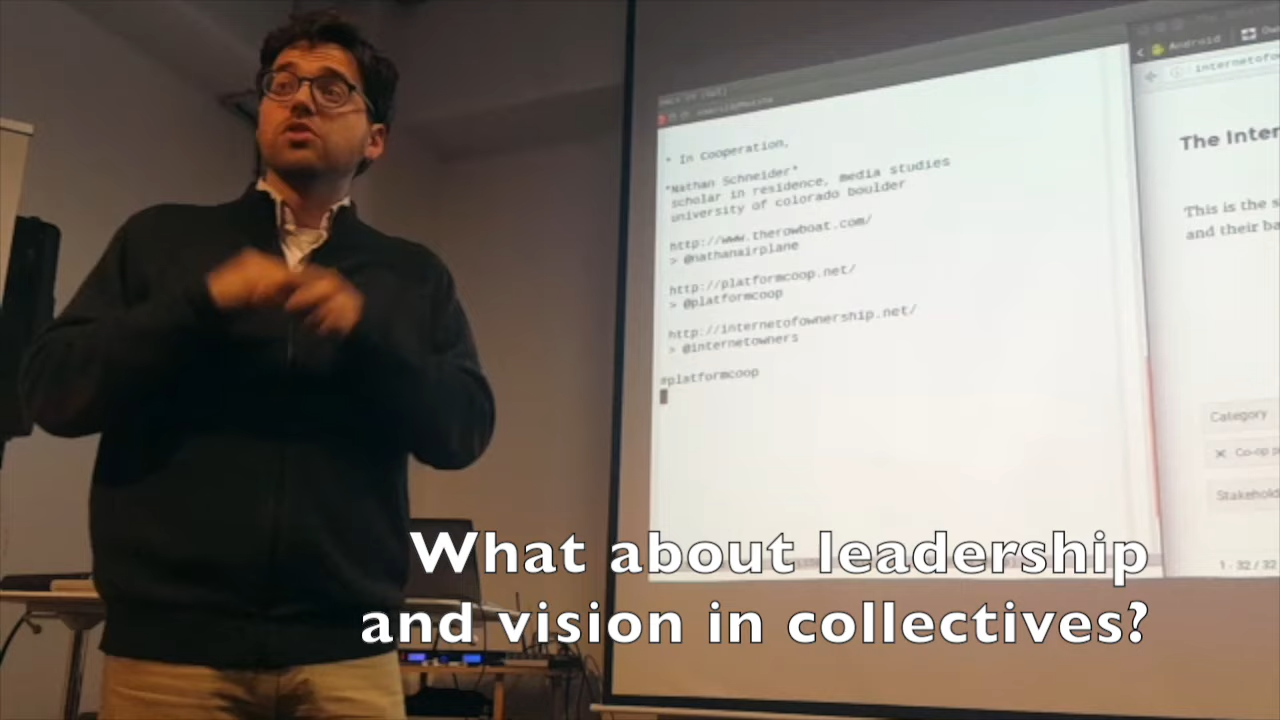 * In Cooperation,
"Nathan Schneider"
scholar in residence, media studies
university of colorado boulder
http://www.therowboat.com/
> @nathanairplane
http://platformcoop.net/
> @platformcoop
http://internetofownership.net/
> @internetowners
#platformcoop
Android
internetofow
The Inter
This is the s
and their ba
Category
Co-op p
Stakehold
1 - 32 / 32
What about leadership
and vision in collectives?